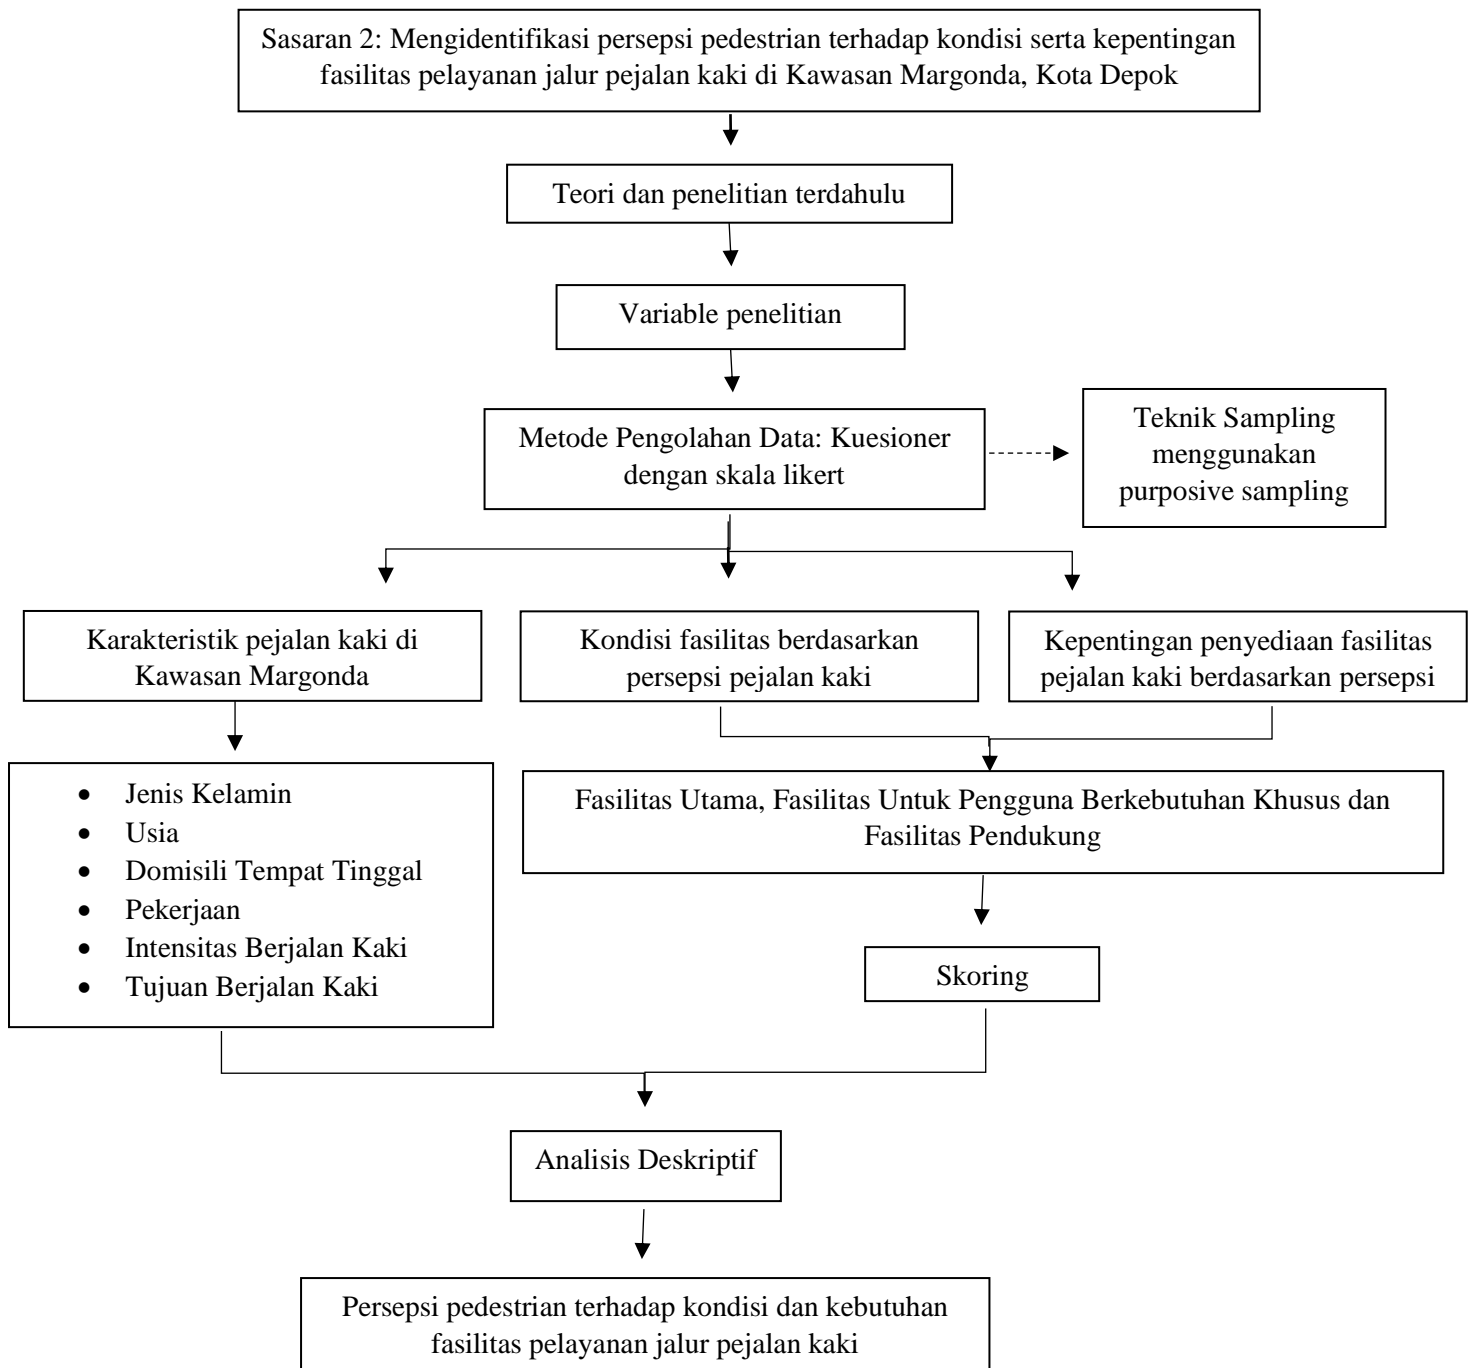 Sasaran 2: Mengidentifikasi persepsi pedestrian terhadap kondisi serta kepentingan
fasilitas pelayanan jalur pejalan kaki di Kawasan Margonda, Kota Depok
Teori dan penelitian terdahulu
Variable penelitian
Metode Pengolahan Data: Kuesioner
dengan skala likert
Teknik Sampling
menggunakan
purposive sampling
Karakteristik pejalan kaki di
Kawasan Margonda
Kondisi fasilitas berdasarkan
persepsi pejalan kaki
Kepentingan penyediaan fasilitas
pejalan kaki berdasarkan persepsi
• Jenis Kelamin
• Usia
• Domisili Tempat Tinggal
• Pekerjaan
• Intensitas Berjalan Kaki
• Tujuan Berjalan Kaki
Fasilitas Utama, Fasilitas Untuk Pengguna Berkebutuhan Khusus dan
Fasilitas Pendukung
Skoring
Analisis Deskriptif
Persepsi pedestrian terhadap kondisi dan kebutuhan
fasilitas pelayanan jalur pejalan kaki